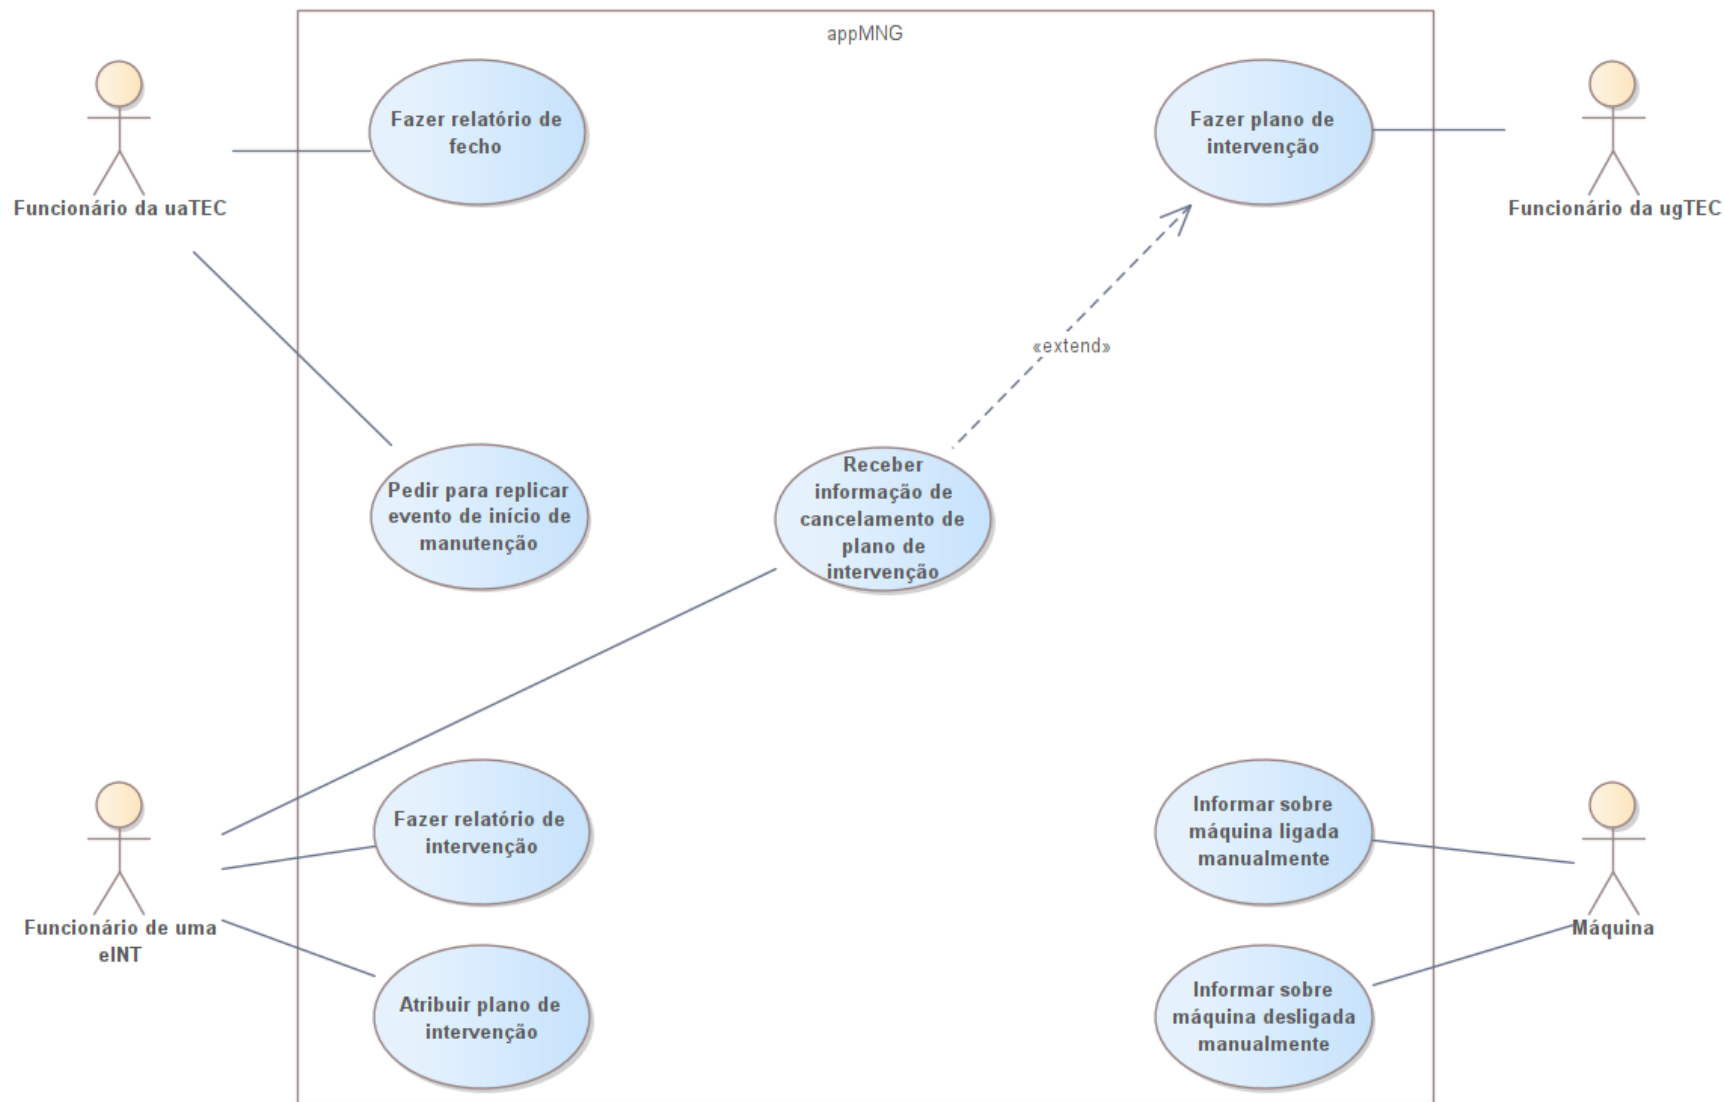 appMNG
Fazer relatório de
fecho
Fazer plano de
intervenção
Funcionário da uaTEC
Funcionário da ugTEC
«extend»
Pedir para replicar
evento de início de
manutenção
Receber
informação de
cancelamento de
plano de
intervenção
Fazer relatório de
intervenção
Informar sobre
máquina ligada
manualmente
Funcionário de uma
eINT
Máquina
Atribuir plano de
intervenção
Informar sobre
máquina desligada
manualmente